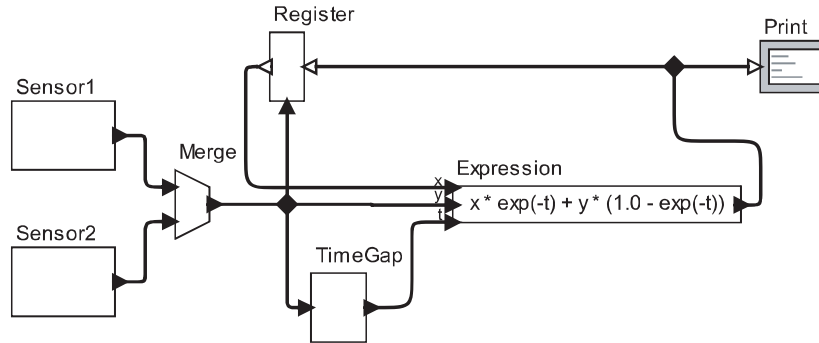 Register
Print
Sensor1
Merge
Expression
x
y
t
x * exp(-t) + y * (1.0 - exp(-t))
Sensor2
TimeGap